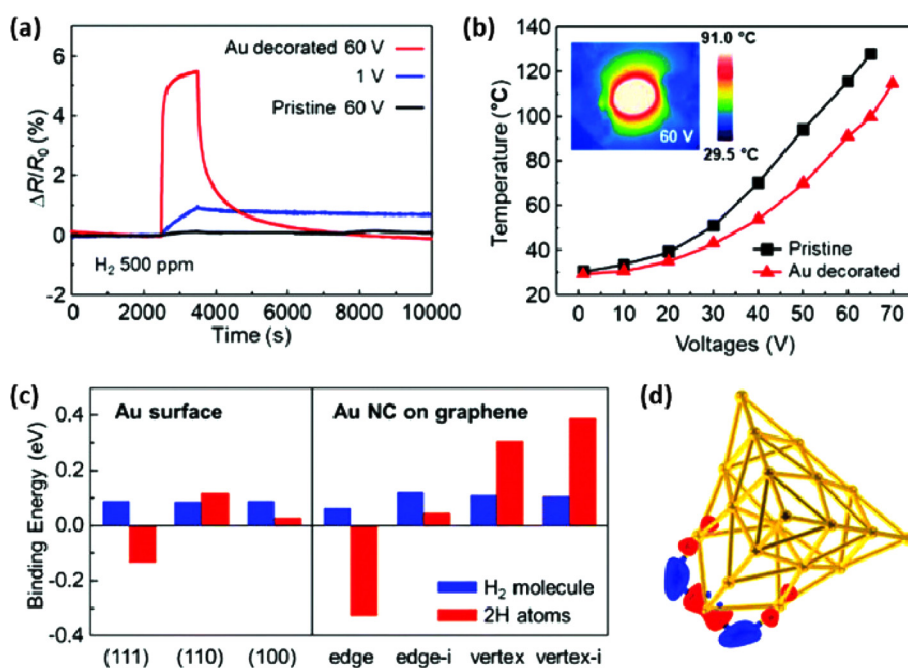 (a)
Au decorated 60 V
1 V
Pristine 60 V
6
4
2
0
-2
ΔR/R₀ (%)
H₂ 500 ppm
0 2000 4000 6000 8000 10000
Time (s)
(b)
140
120
100
80
60
40
20
Temperature (°C)
91.0 °C
60 V
29.5 °C
Pristine
Au decorated
0 10 20 30 40 50 60 70
Voltages (V)
(c)
Au surface
Au NC on graphene
0.4
0.2
0.0
-0.2
-0.4
Binding Energy (eV)
H₂ molecule
2H atoms
(111) (110) (100) edge edge-i vertex vertex-i
(d)